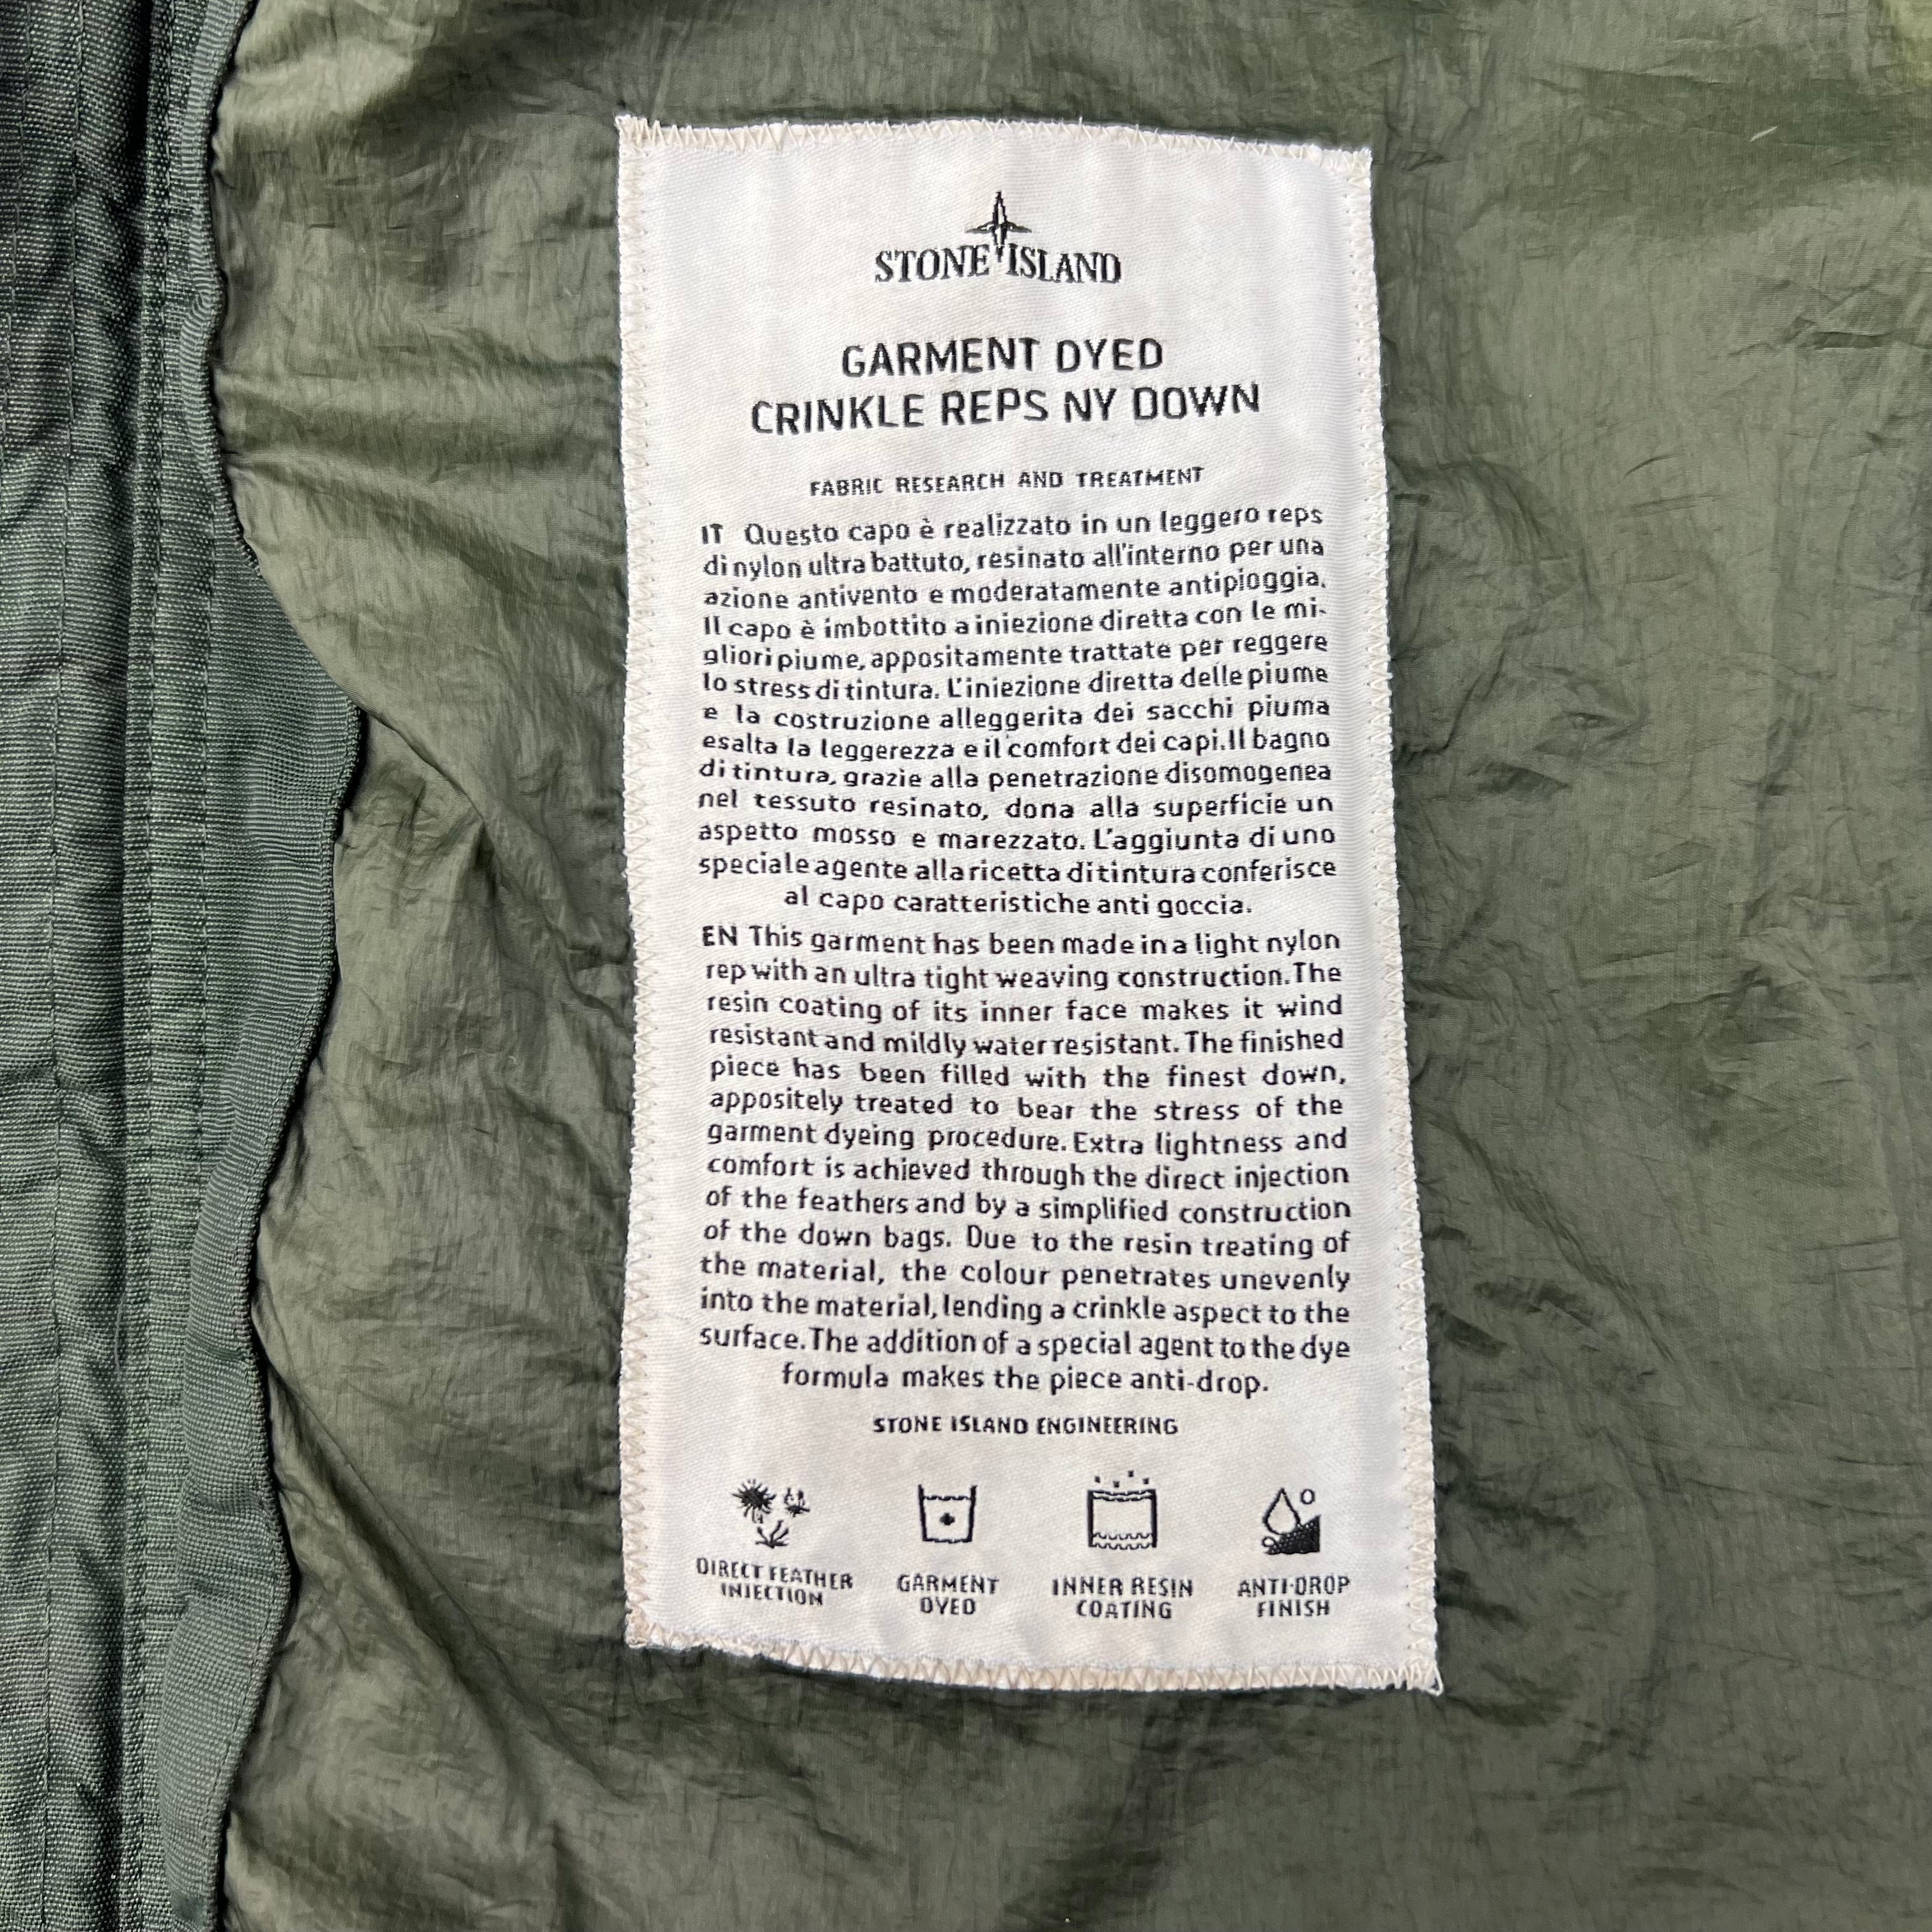 STONE ISLAND
GARMENT DYED
CRINKLE REPS NY DOWN
FABRIC RESEARCH AND TREATMENT
IT Questo capo è realizzato in un leggero reps
di nylon ultra battuto, resinato all'interno per una
azione antivento e moderatamente antipioggia.
Il capo è imbottito a iniezione diretta con le mi-
gliori piume, appositamente trattate per reggere
lo stress di tintura. L'iniezione diretta delle piume
e la costruzione alleggerita dei sacchi piuma
esalta la leggerezza e il comfort dei capi. Il bagno
di tintura, grazie alla penetrazione disomogenea
nel tessuto resinato, dona alla superficie un
aspetto mosso e marezzato. L'aggiunta di uno
speciale agente alla ricetta di tintura conferisce
al capo caratteristiche anti goccia.
EN This garment has been made in a light nylon
rep with an ultra tight weaving construction. The
resin coating of its inner face makes it wind
resistant and mildly water resistant. The finished
piece has been filled with the finest down,
appositely treated to bear the stress of the
garment dyeing procedure. Extra lightness and
comfort is achieved through the direct injection
of the feathers and by a simplified construction
of the down bags. Due to the resin treating of
the material, the colour penetrates unevenly
into the material, lending a crinkle aspect to the
surface. The addition of a special agent to the dye
formula makes the piece anti-drop.
STONE ISLAND ENGINEERING
DIRECT FEATHER
INJECTION
GARMENT
DYED
INNER RESIN
COATING
ANTI-DROP
FINISH